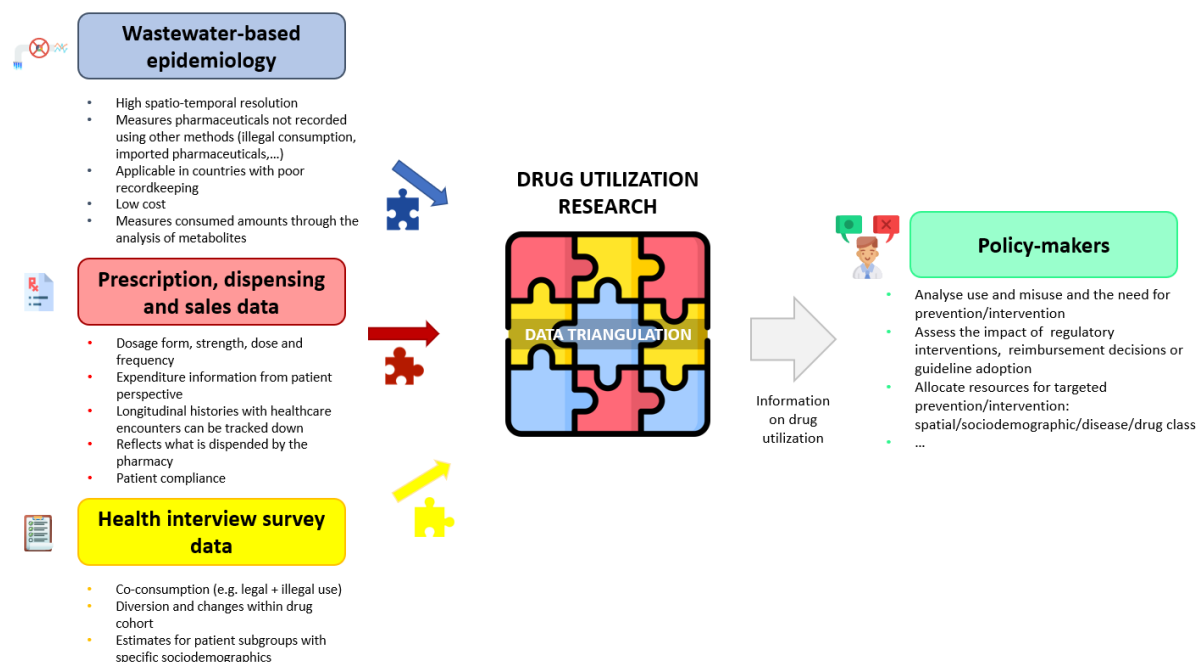 Wastewater-based
epidemiology
• High spatio-temporal resolution
• Measures pharmaceuticals not recorded
using other methods (illegal consumption,
imported pharmaceuticals,…)
• Applicable in countries with poor
recordkeeping
• Low cost
• Measures consumed amounts through the
analysis of metabolites
Prescription, dispensing
and sales data
• Dosage form, strength, dose and
frequency
• Expenditure information from patient
perspective
• Longitudinal histories with healthcare
encounters can be tracked down
• Reflects what is dispended by the
pharmacy
• Patient compliance
Health interview survey
data
• Co-consumption (e.g. legal + illegal use)
• Diversion and changes within drug
cohort
• Estimates for patient subgroups with
specific sociodemographics
DRUG UTILIZATION
RESEARCH
DATA TRIANGULATION
Information
on drug
utilization
Policy-makers
• Analyse use and misuse and the need for
prevention/intervention
• Assess the impact of regulatory
interventions, reimbursement decisions or
guideline adoption
• Allocate resources for targeted
prevention/intervention:
spatial/sociodemographic/disease/drug class
• …